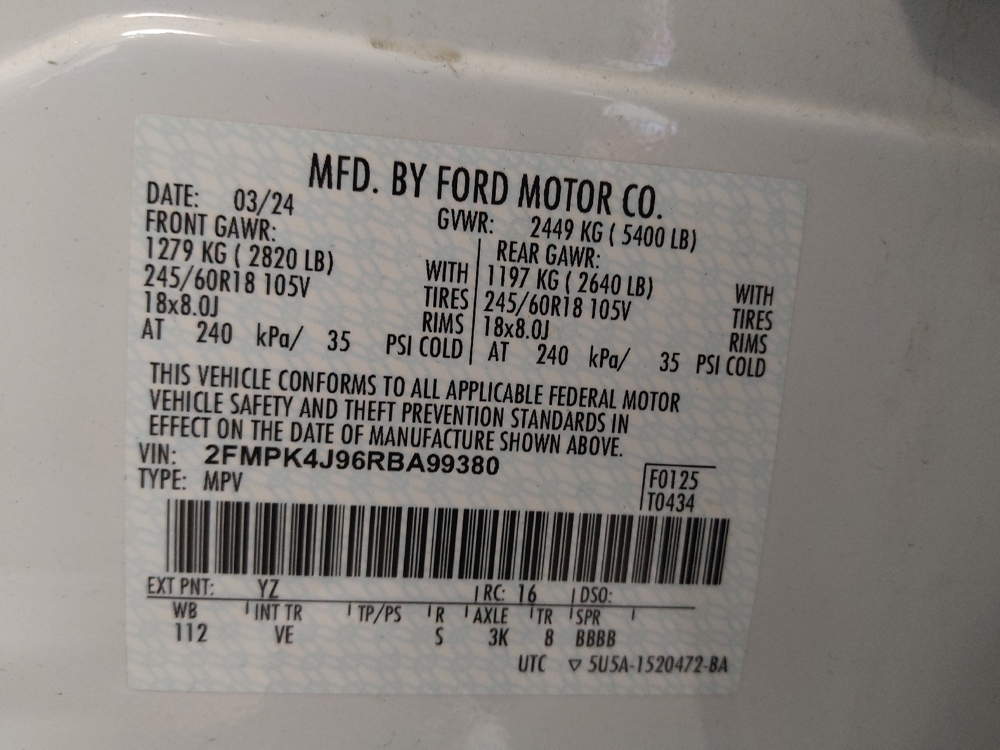 MFD. BY FORD MOTOR CO.
DATE: 03/24 GVWR: 2449 KG ( 5400 LB)
FRONT GAWR: REAR GAWR:
1279 KG ( 2820 LB) WITH 1197 KG ( 2640 LB) WITH
245/60R18 105V TIRES 245/60R18 105V TIRES
18x8.0J RIMS 18x8.0J RIMS
AT 240 kPa/ 35 PSI COLD AT 240 kPa/ 35 PSI COLD
THIS VEHICLE CONFORMS TO ALL APPLICABLE FEDERAL MOTOR
VEHICLE SAFETY AND THEFT PREVENTION STANDARDS IN
EFFECT ON THE DATE OF MANUFACTURE SHOWN ABOVE.
VIN: 2FMPK4J96RBA99380
TYPE: MPV
F0125
T0434
EXT PNT: YZ RC: 16 DSO:
WB INT TR TP/PS R AXLE TR SPR
112 VE S 3K 8 BBBB
UTC ▽ 5U5A-1520472-BA